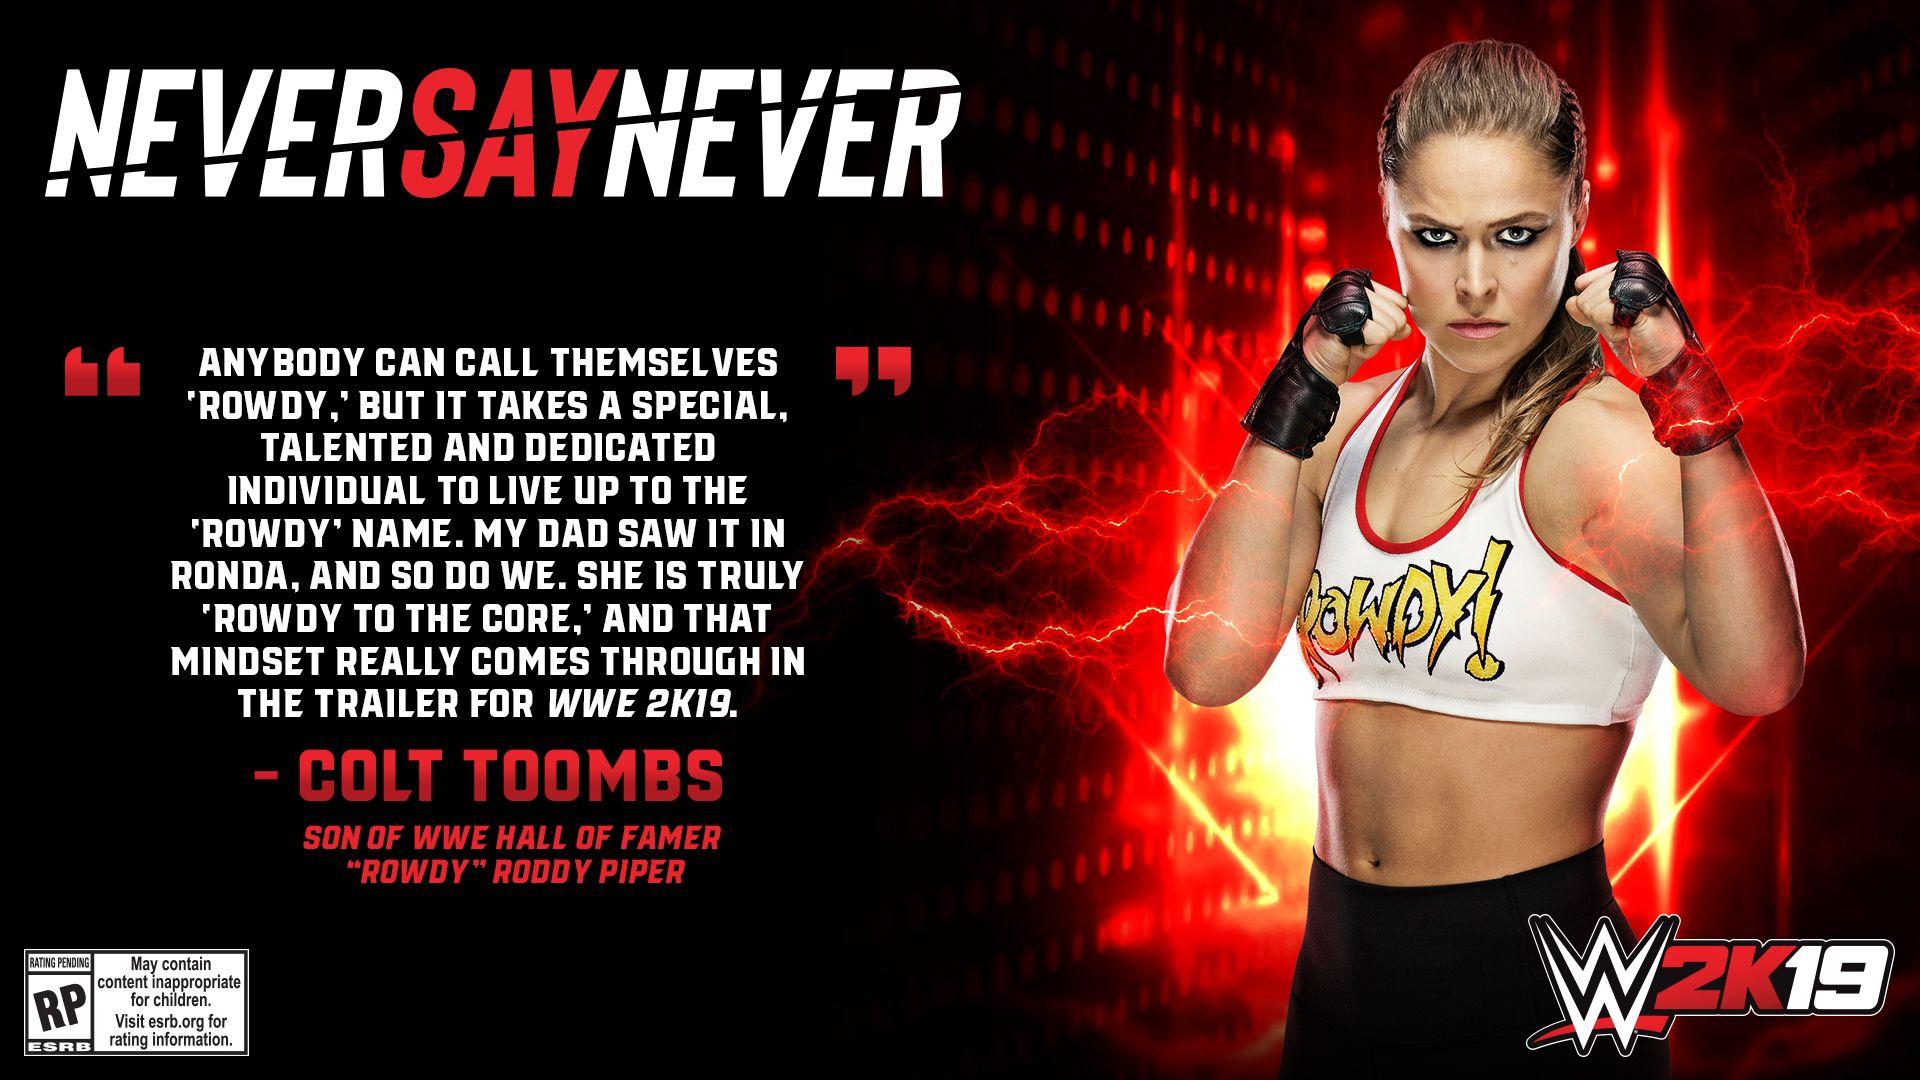 NEVERSAYNEVER
“ ANYBODY CAN CALL THEMSELVES ”
‘ROWDY,’ BUT IT TAKES A SPECIAL,
TALENTED AND DEDICATED
INDIVIDUAL TO LIVE UP TO THE
‘ROWDY’ NAME. MY DAD SAW IT IN
RONDA, AND SO DO WE. SHE IS TRULY
‘ROWDY TO THE CORE,’ AND THAT
MINDSET REALLY COMES THROUGH IN
THE TRAILER FOR WWE 2K19.
- COLT TOOMBS
SON OF WWE HALL OF FAMER
“ROWDY” RODDY PIPER
ROWDY!
RATING PENDING
RP
ESRB
May contain
content inappropriate
for children.
Visit esrb.org for
rating information.
W 2K19